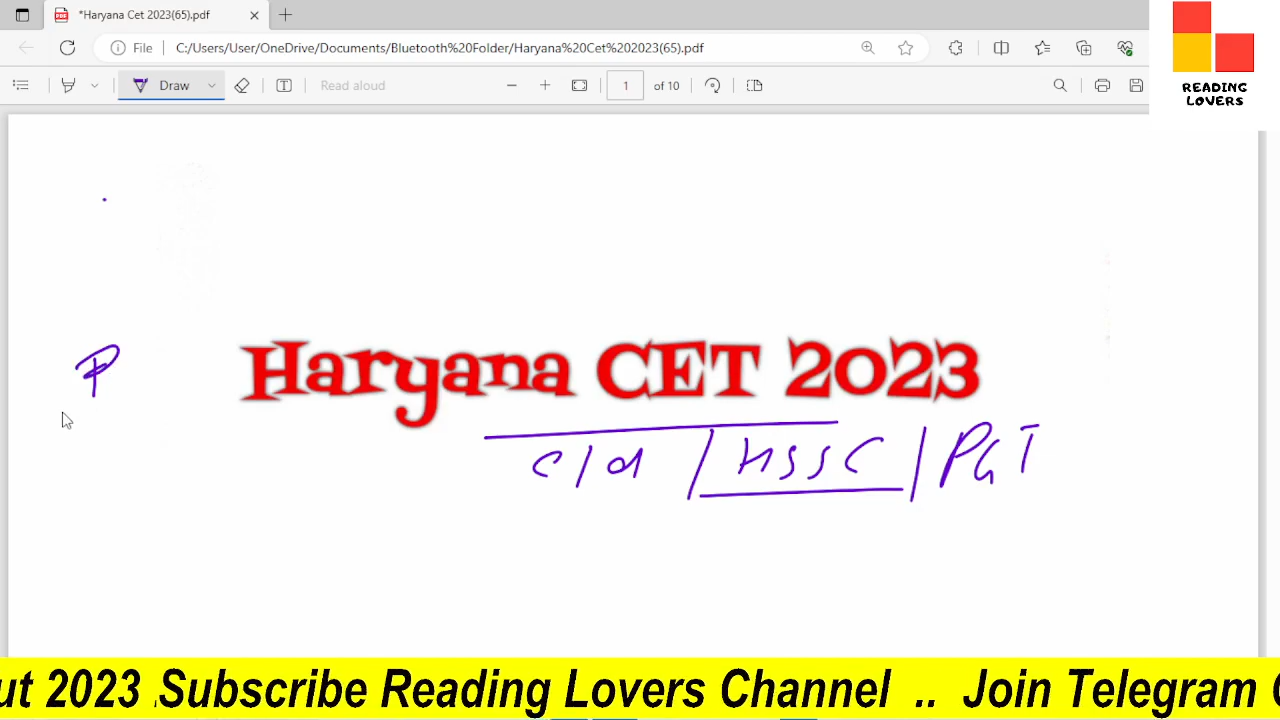 *Haryana Cet 2023(65).pdf
File
C:/Users/User/OneDrive/Documents/Bluetooth%20Folder/Haryana%20Cet%202023(65).pdf
Draw
Read aloud
1 of 10
READING
LOVERS
P
Haryana CET 2023
C/d | HSSC | PGT
ut 2023 .Subscribe Reading Lovers Channel .. Join Telegram